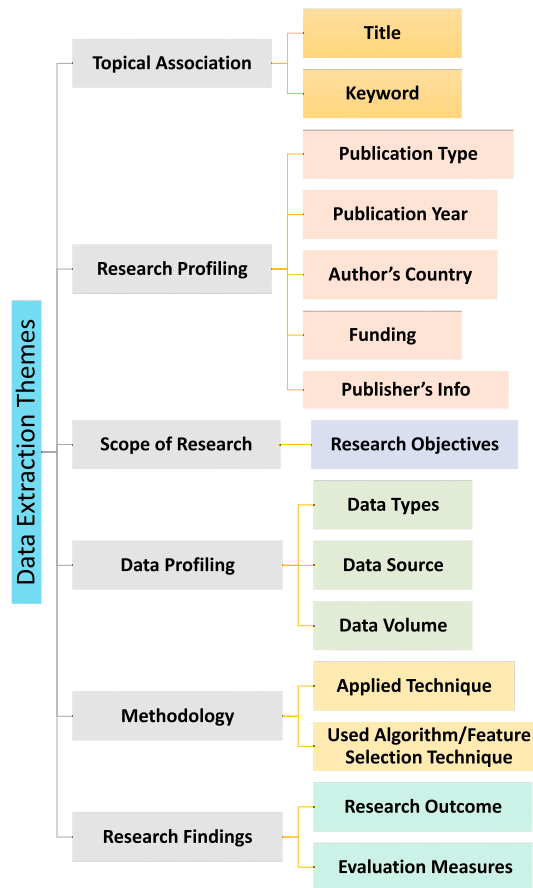 Data Extraction Themes
Topical Association
Title
Keyword
Research Profiling
Publication Type
Publication Year
Author's Country
Funding
Publisher's Info
Scope of Research
Research Objectives
Data Profiling
Data Types
Data Source
Data Volume
Methodology
Applied Technique
Used Algorithm/Feature
Selection Technique
Research Findings
Research Outcome
Evaluation Measures